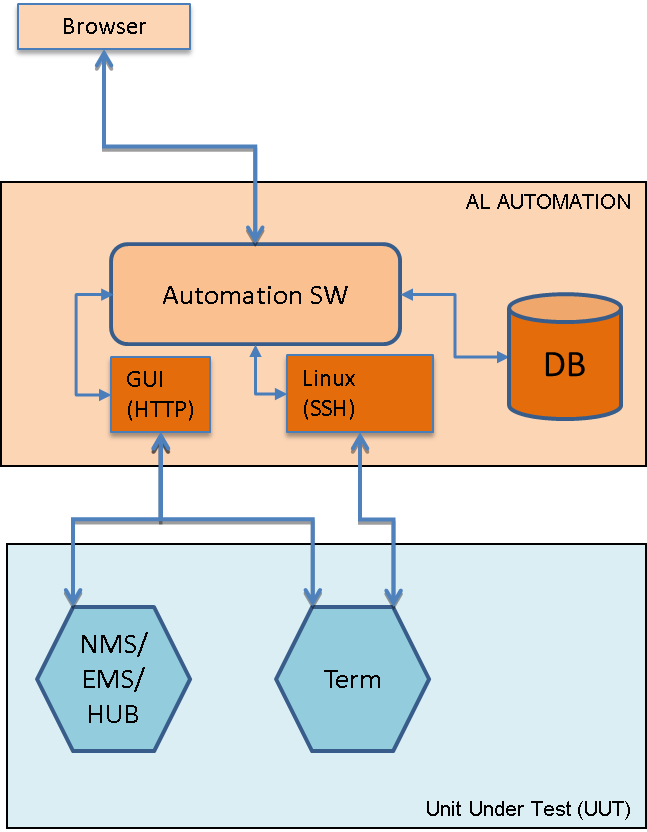 Browser
AL AUTOMATION
Automation SW
GUI
(HTTP)
Linux
(SSH)
DB
NMS/
EMS/
HUB
Term
Unit Under Test (UUT)